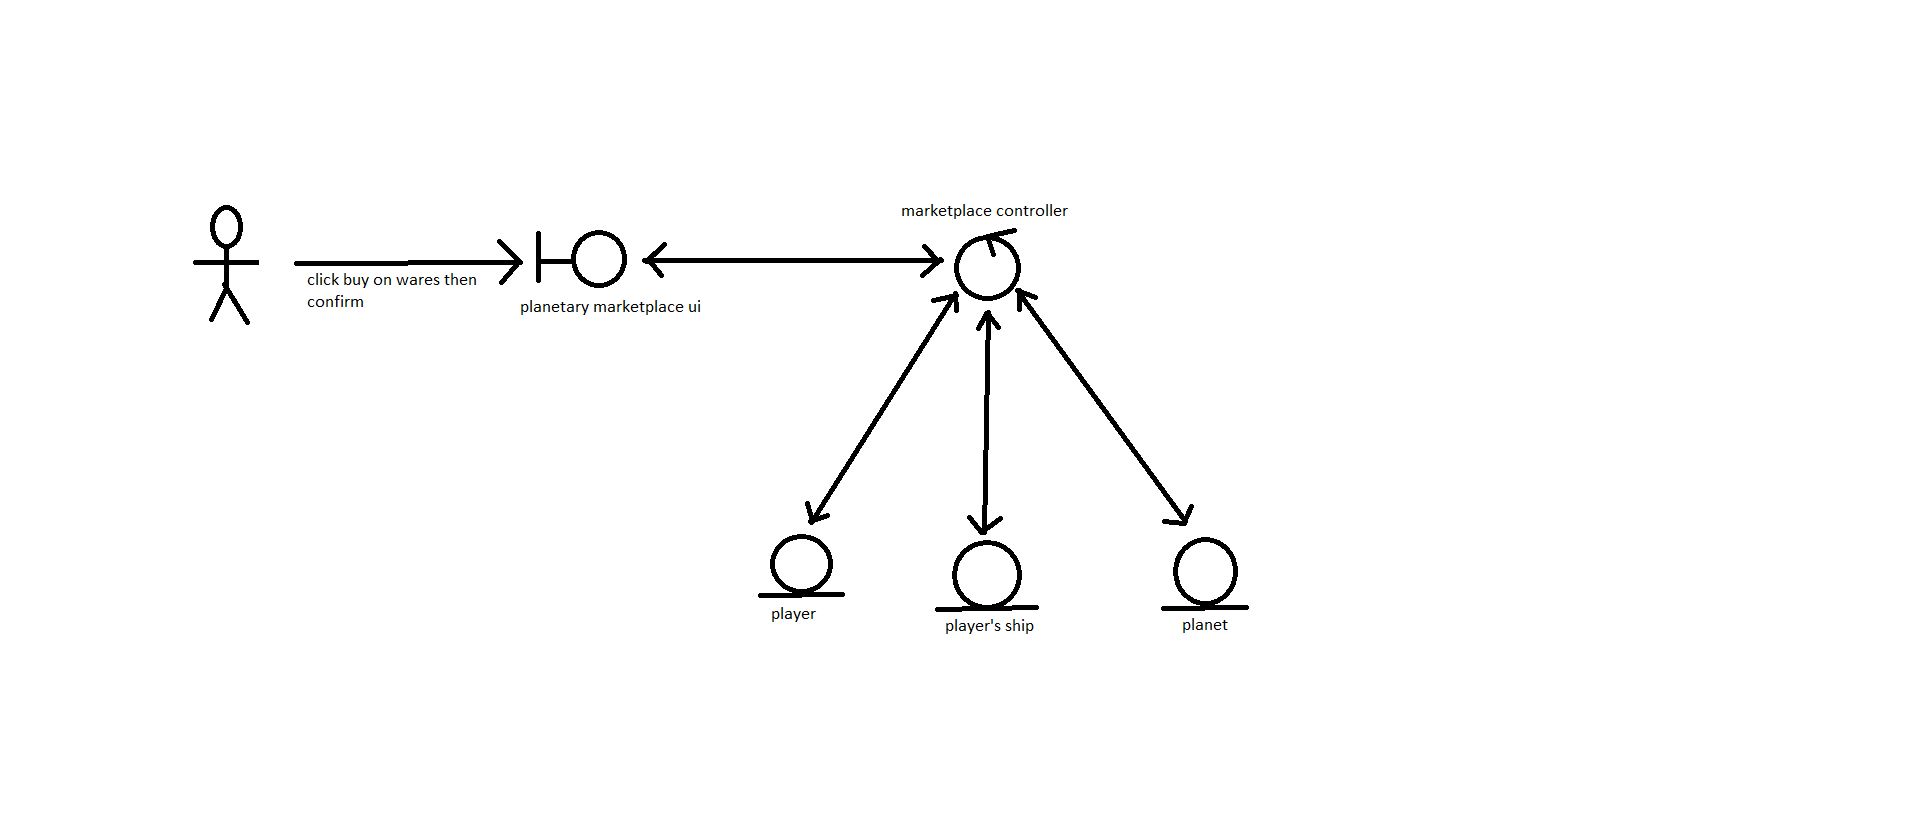 marketplace controller
click buy on wares then
confirm
planetary marketplace ui
player
player's ship
planet